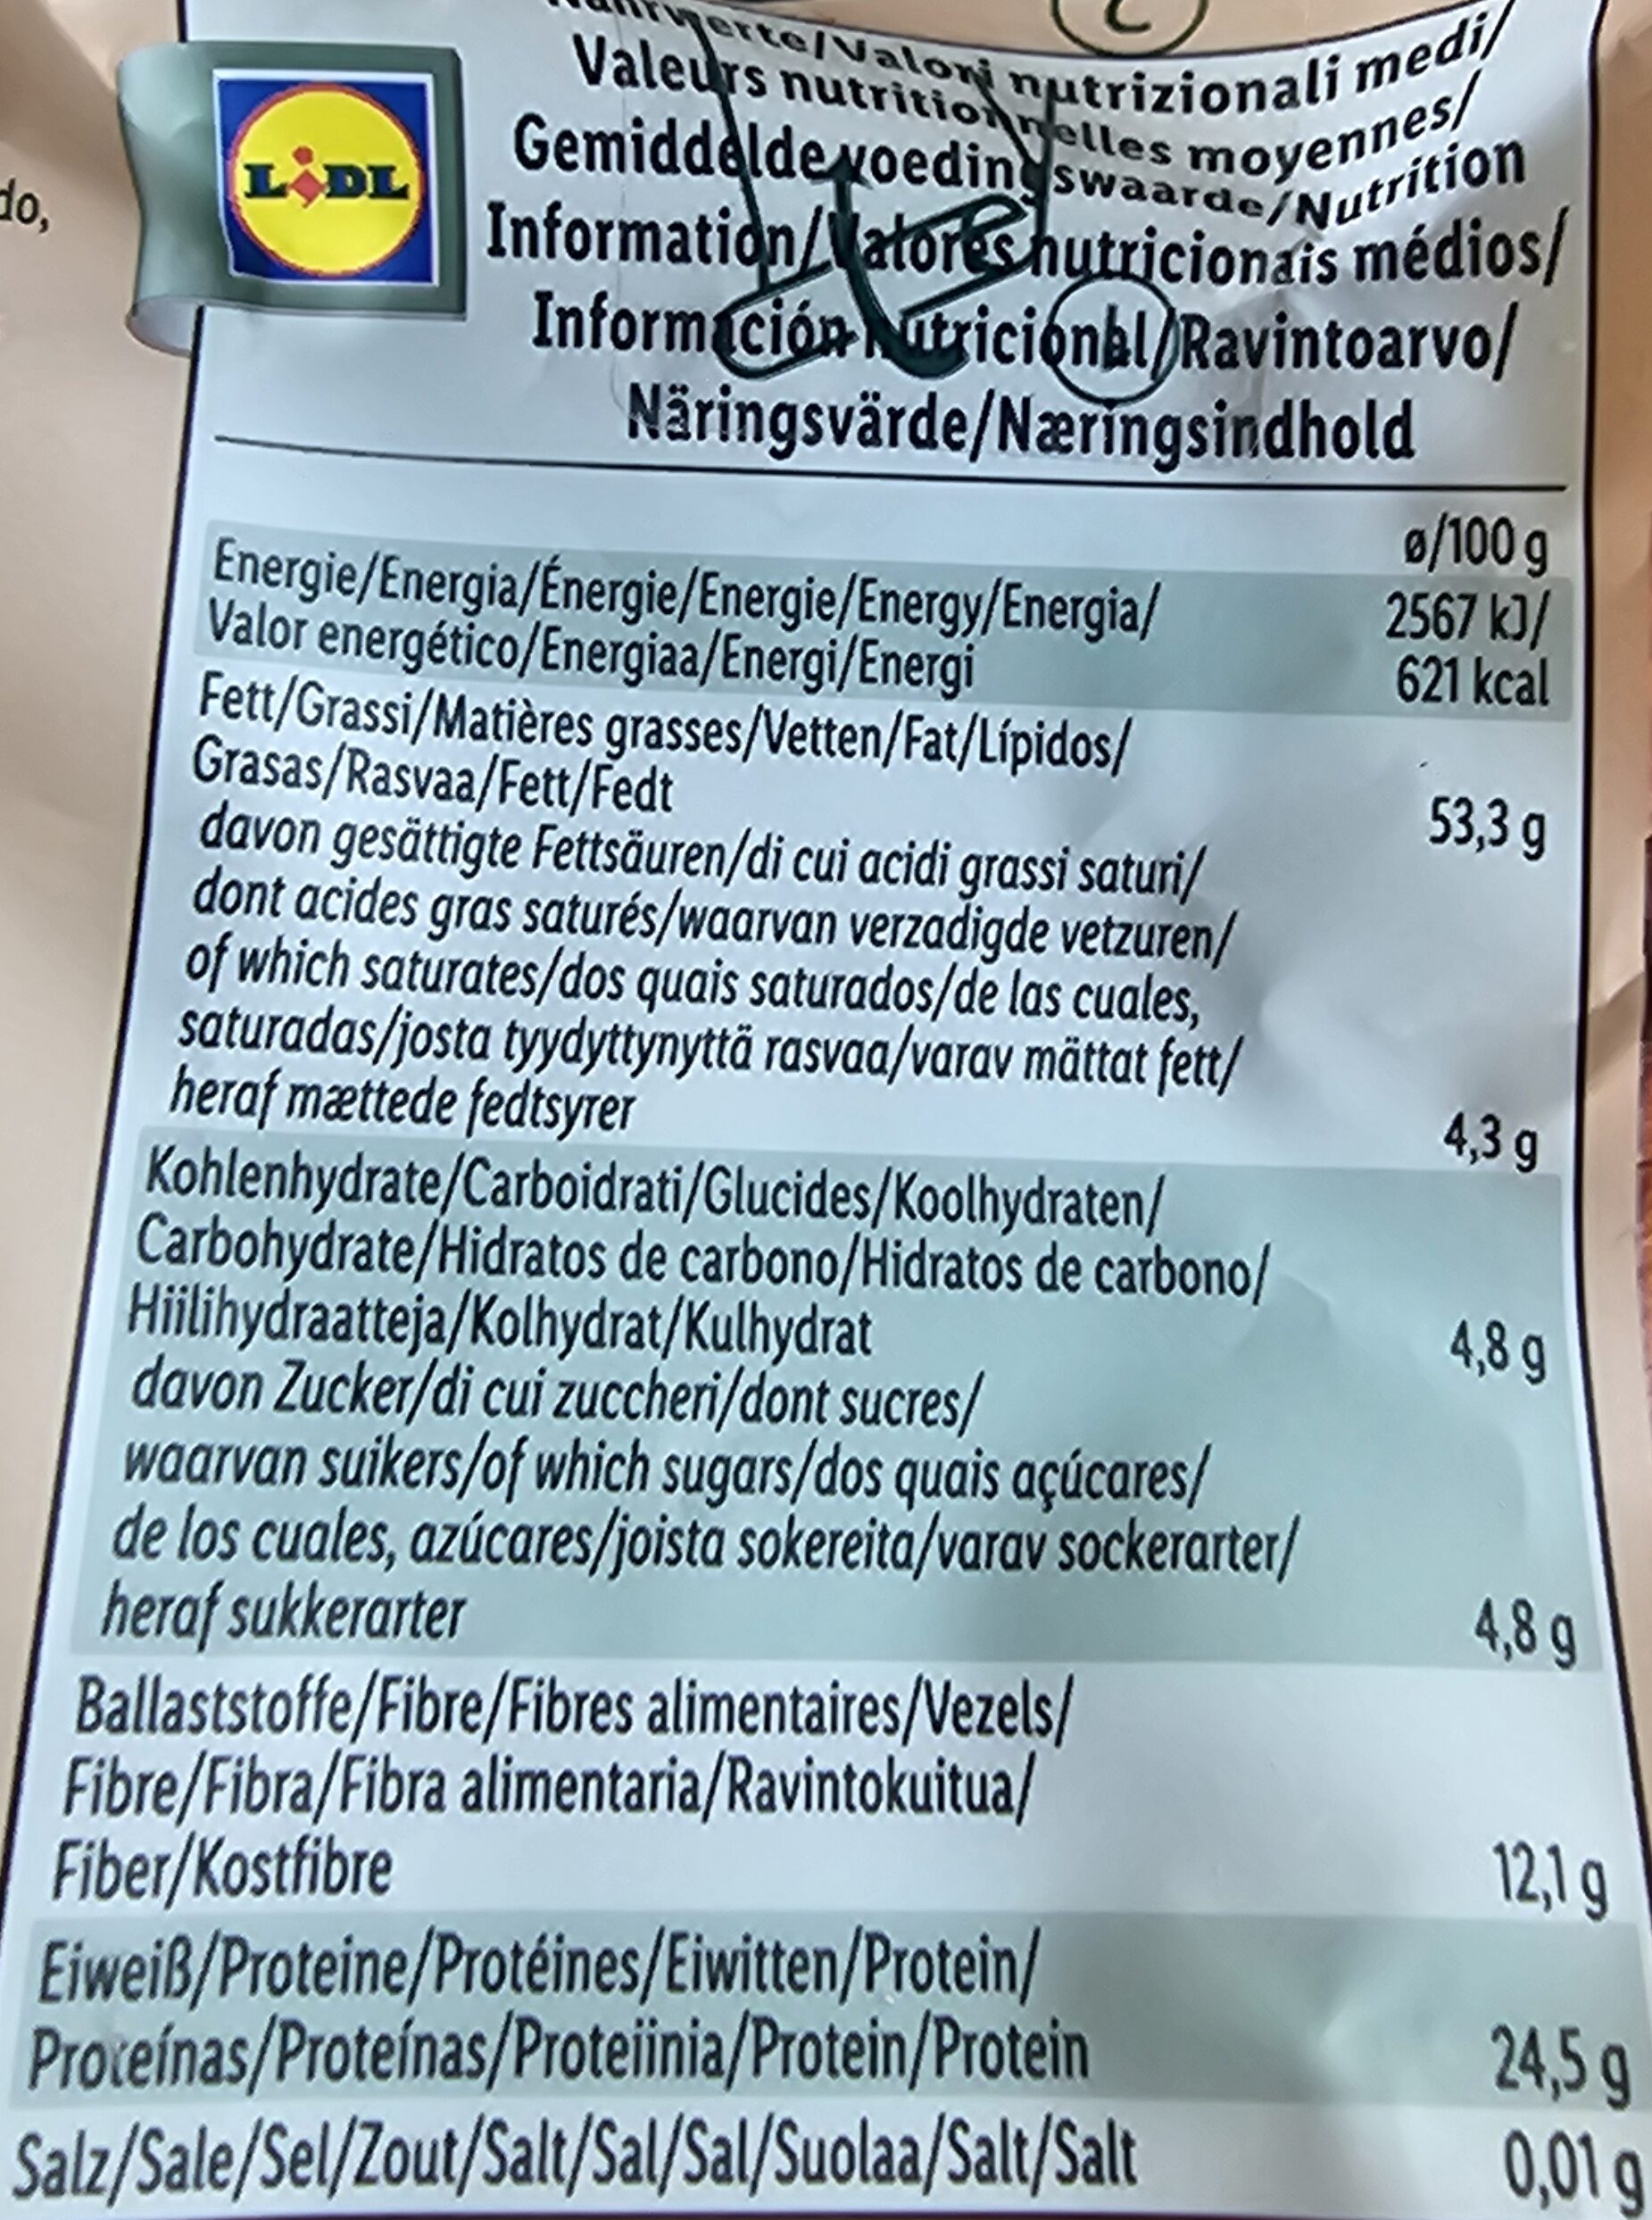 do,
LIDL
Nährwerte/Valori nutrizionali medi/
Valeurs nutritionnelles moyennes/
Gemiddelde voedingswaarde/Nutrition
Information/Valores nutricionais médios/
Información nutricional/Ravintoarvo/
Näringsvärde/Næringsindhold
ø/100 g
Energie/Energia/Énergie/Energie/Energy/Energia/
Valor energético/Energiaa/Energi/Energi
2567 kJ/
621 kcal
Fett/Grassi/Matières grasses/Vetten/Fat/Lípidos/
Grasas/Rasvaa/Fett/Fedt 53,3 g
davon gesättigte Fettsäuren/di cui acidi grassi saturi/
dont acides gras saturés/waarvan verzadigde vetzuren/
of which saturates/dos quais saturados/de las cuales,
saturadas/josta tyydyttynyttä rasvaa/varav mättat fett/
heraf mættede fedtsyrer 4,3 g
Kohlenhydrate/Carboidrati/Glucides/Koolhydraten/
Carbohydrate/Hidratos de carbono/Hidratos de carbono/
Hiilihydraatteja/Kolhydrat/Kulhydrat 4,8 g
davon Zucker/di cui zuccheri/dont sucres/
waarvan suikers/of which sugars/dos quais açúcares/
de los cuales, azúcares/joista sokereita/varav sockerarter/
heraf sukkerarter 4,8 g
Ballaststoffe/Fibre/Fibres alimentaires/Vezels/
Fibre/Fibra/Fibra alimentaria/Ravintokuitua/
Fiber/Kostfibre 12,1 g
Eiweiß/Proteine/Protéines/Eiwitten/Protein/
Proteínas/Proteínas/Proteiinia/Protein/Protein 24,5 g
Salz/Sale/Sel/Zout/Salt/Sal/Sal/Suolaa/Salt/Salt 0,01 g